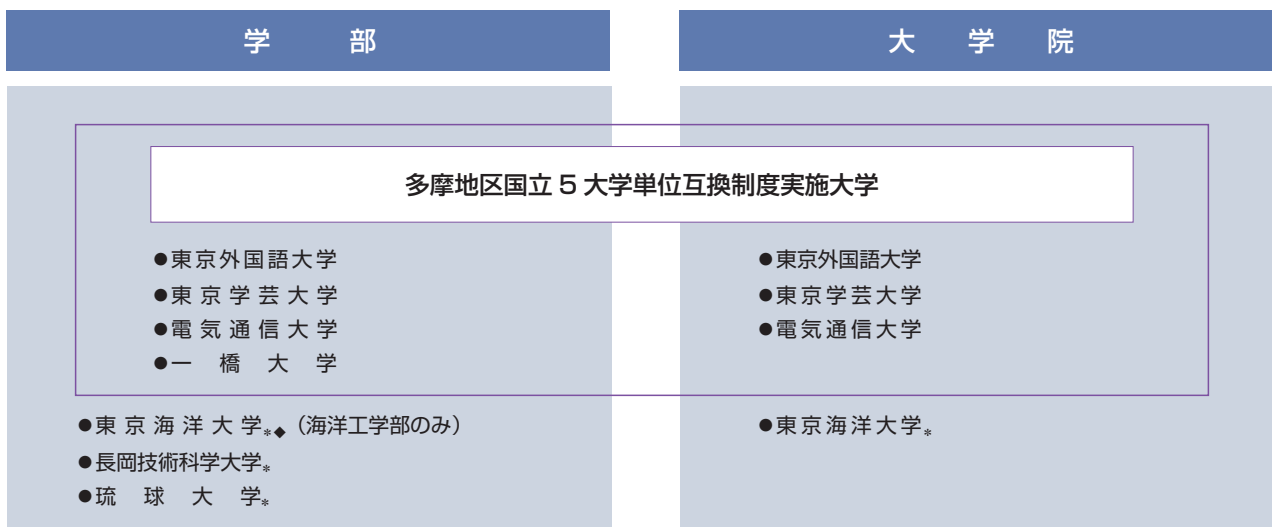 学部
大学院
多摩地区国立5大学単位互換制度実施大学
●東京外国語大学
●東京学芸大学
●電気通信大学
●一橋大学
●東京海洋大学*◆（海洋工学部のみ）
●長岡技術科学大学*
●琉球大学*
●東京外国語大学
●東京学芸大学
●電気通信大学
●東京海洋大学*